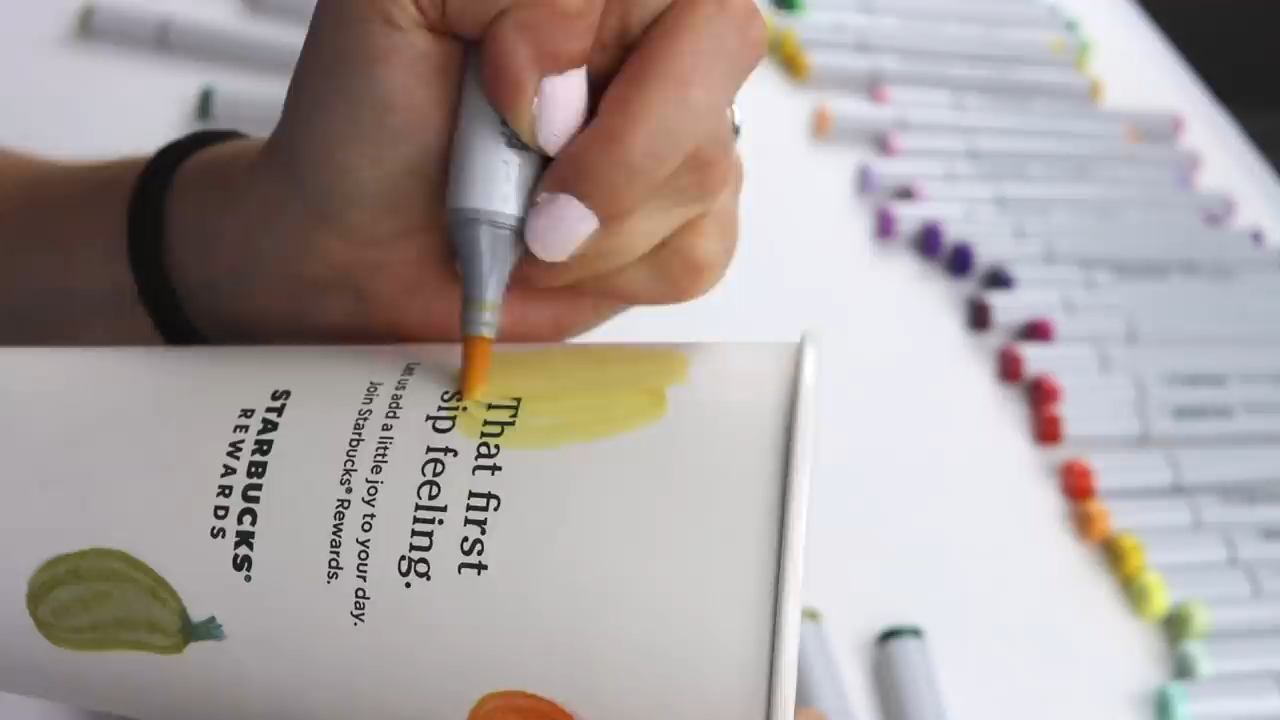 That first
sip feeling.
Let us add a little joy to your day.
Join Starbucks® Rewards.
STARBUCKS®
REWARDS